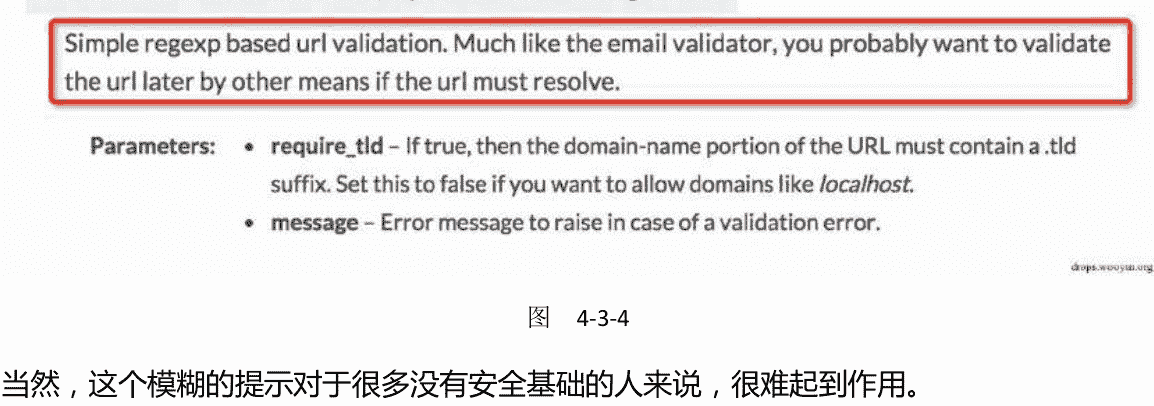 Simple regexp based url validation. Much like the email validator, you probably want to validate
the url later by other means if the url must resolve.
Parameters: • require_tld – If true, then the domain-name portion of the URL must contain a .tld
suffix. Set this to false if you want to allow domains like localhost.
• message – Error message to raise in case of a validation error.
drops.wooyun.org
图 4-3-4
当然，这个模糊的提示对于很多没有安全基础的人来说，很难起到作用。